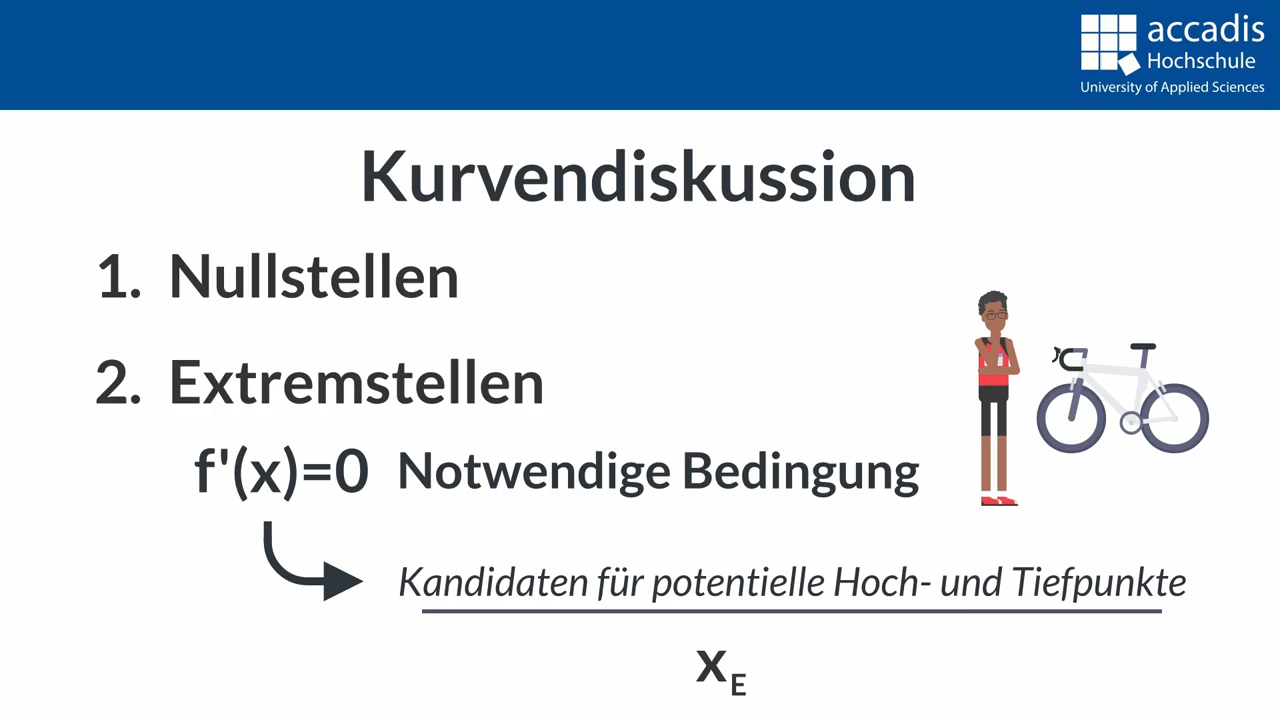 accadis
Hochschule
University of Applied Sciences
Kurvendiskussion
1. Nullstellen
2. Extremstellen
f'(x)=0 Notwendige Bedingung
Kandidaten für potentielle Hoch- und Tiefpunkte
x_E